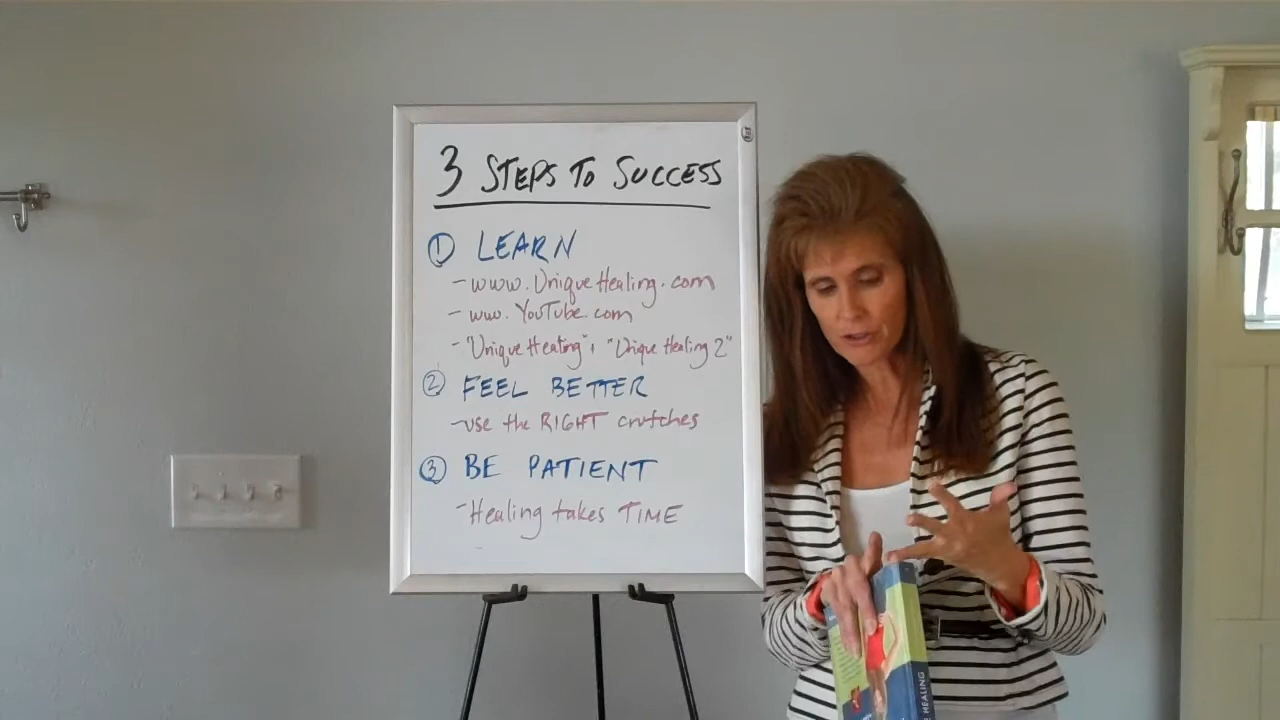 3 STEPS TO SUCCESS
① LEARN
- www.UniqueHealing.com
- www.YouTube.com
- "Unique Healing" + "Unique Healing 2"
② FEEL BETTER
- use the RIGHT crutches
③ BE PATIENT
- Healing takes TIME
HEALING